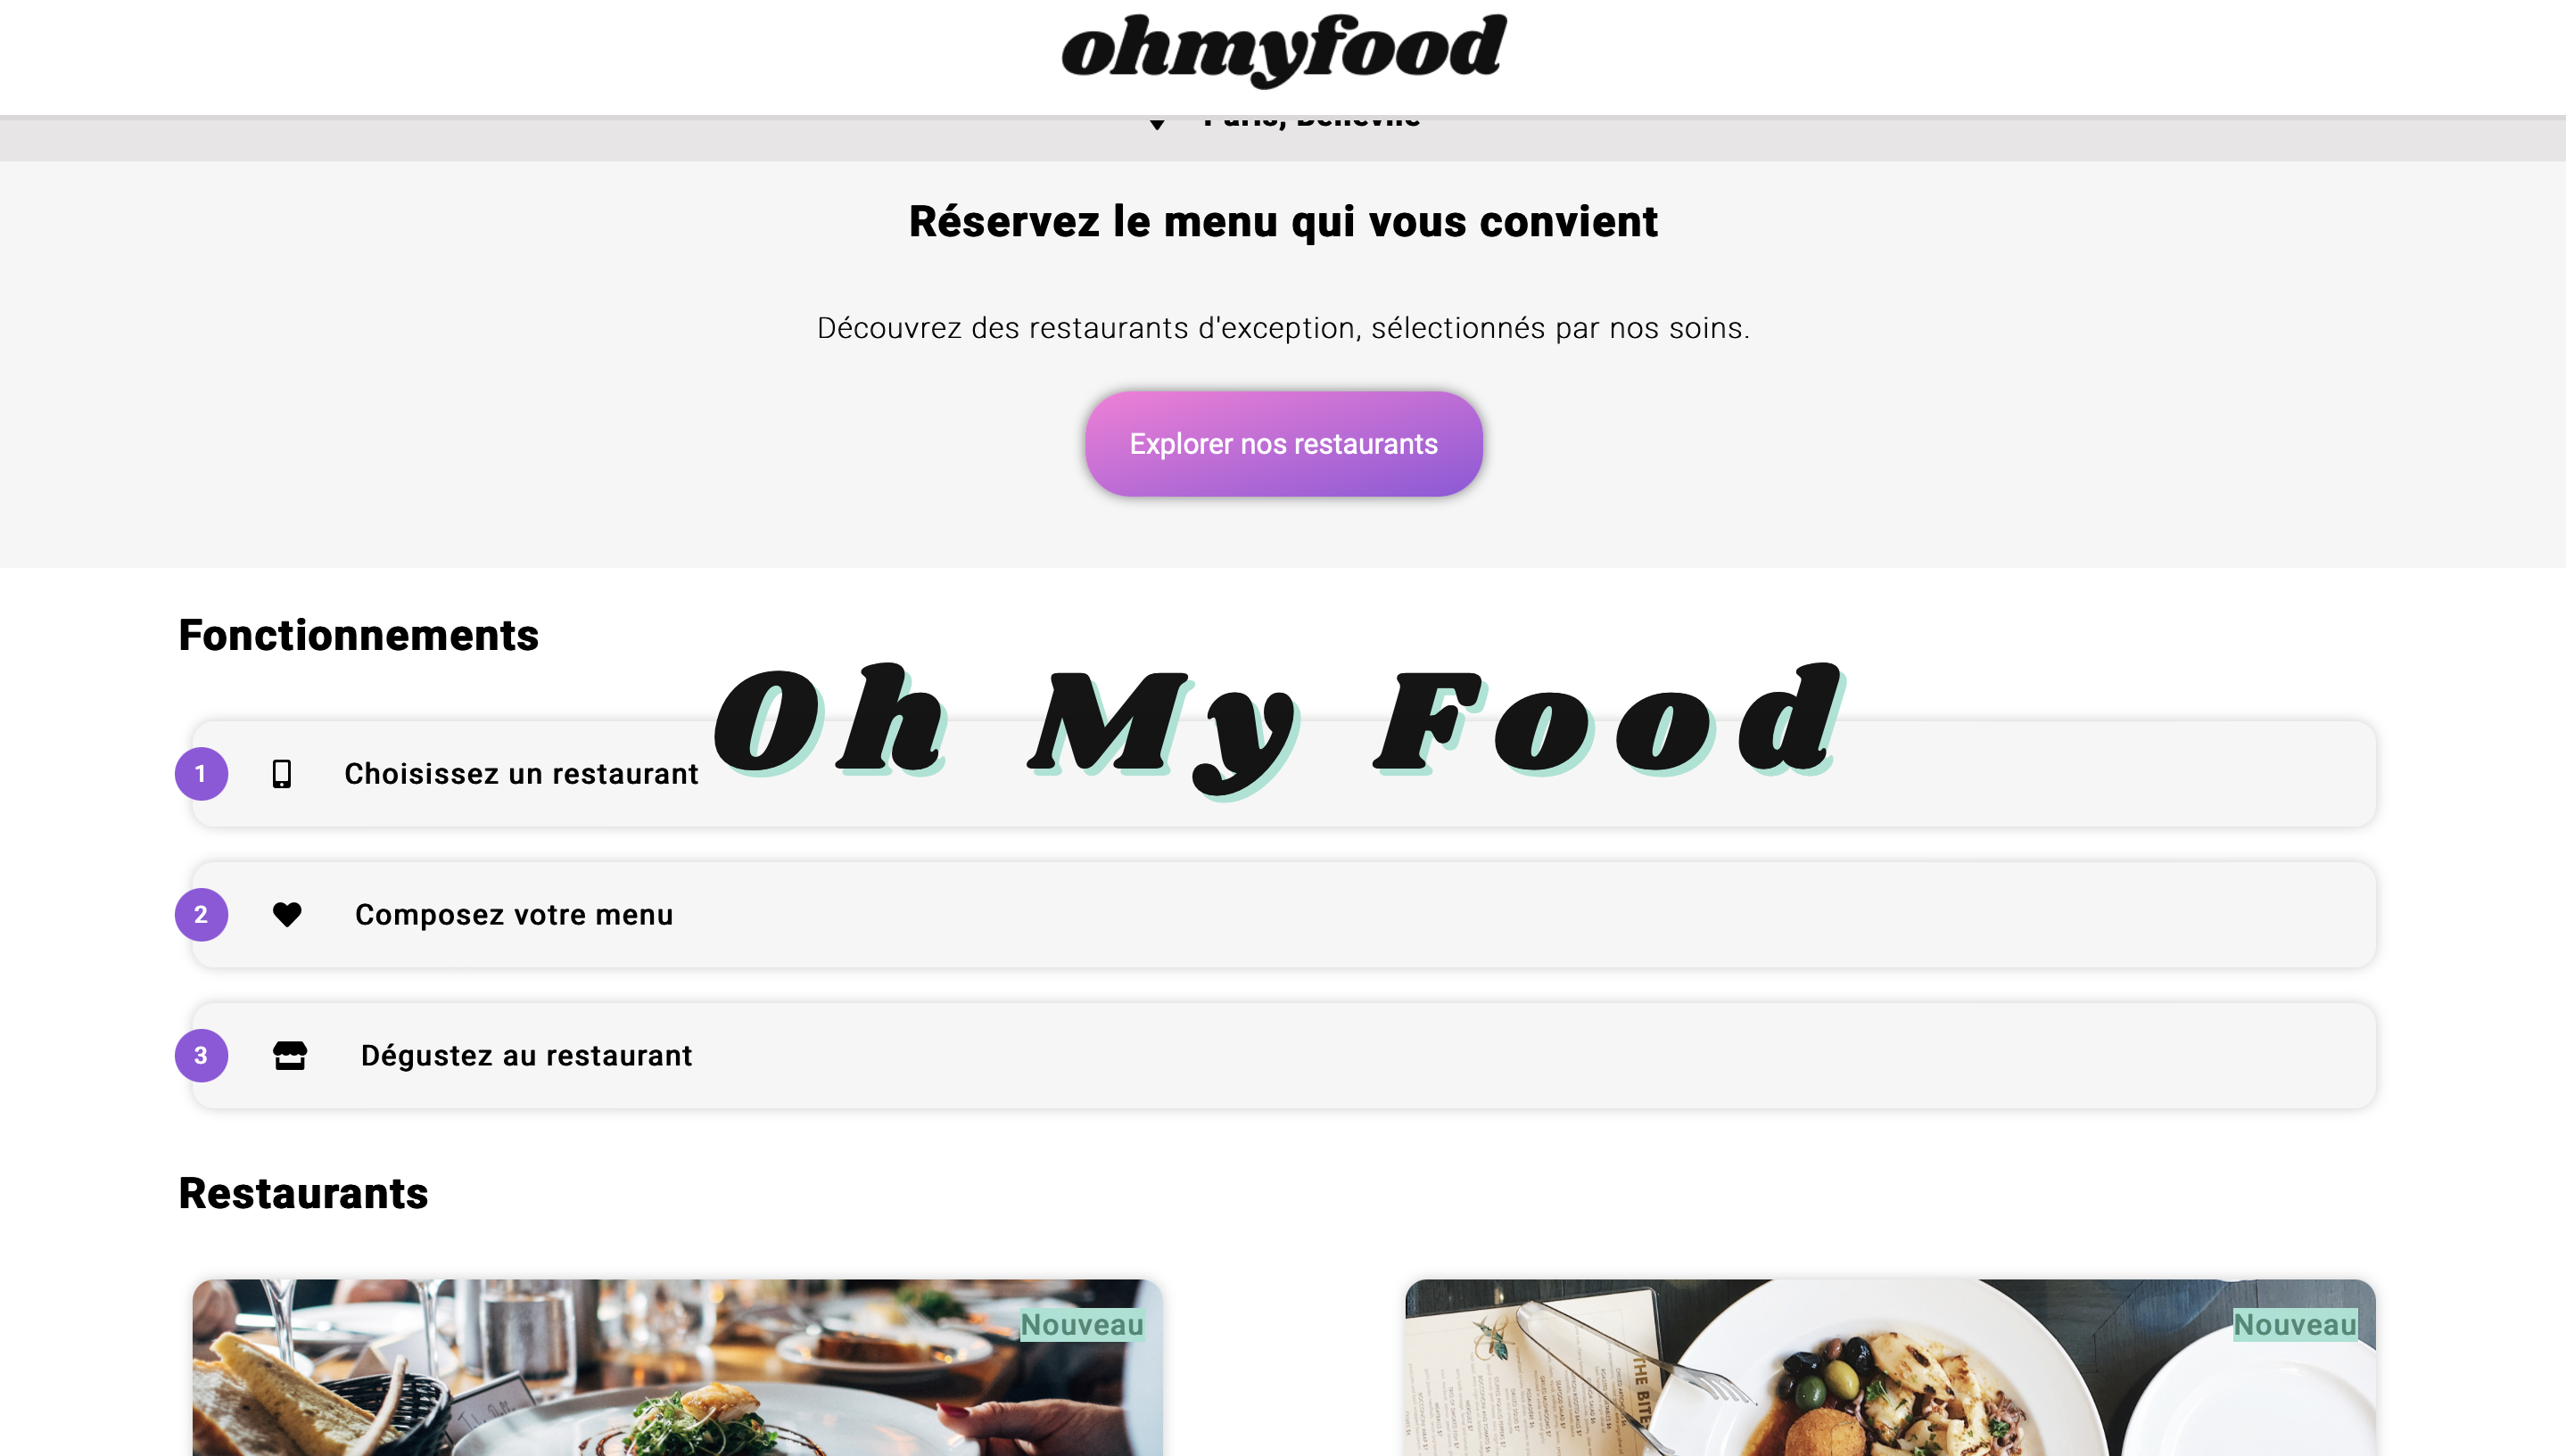 ohmyfood
Paris, Belleville
Réservez le menu qui vous convient
Découvrez des restaurants d'exception, sélectionnés par nos soins.
Explorer nos restaurants
Fonctionnements
Oh My Food
1 Choisissez un restaurant
2 Composez votre menu
3 Dégustez au restaurant
Restaurants
Nouveau
Nouveau
THE BITE